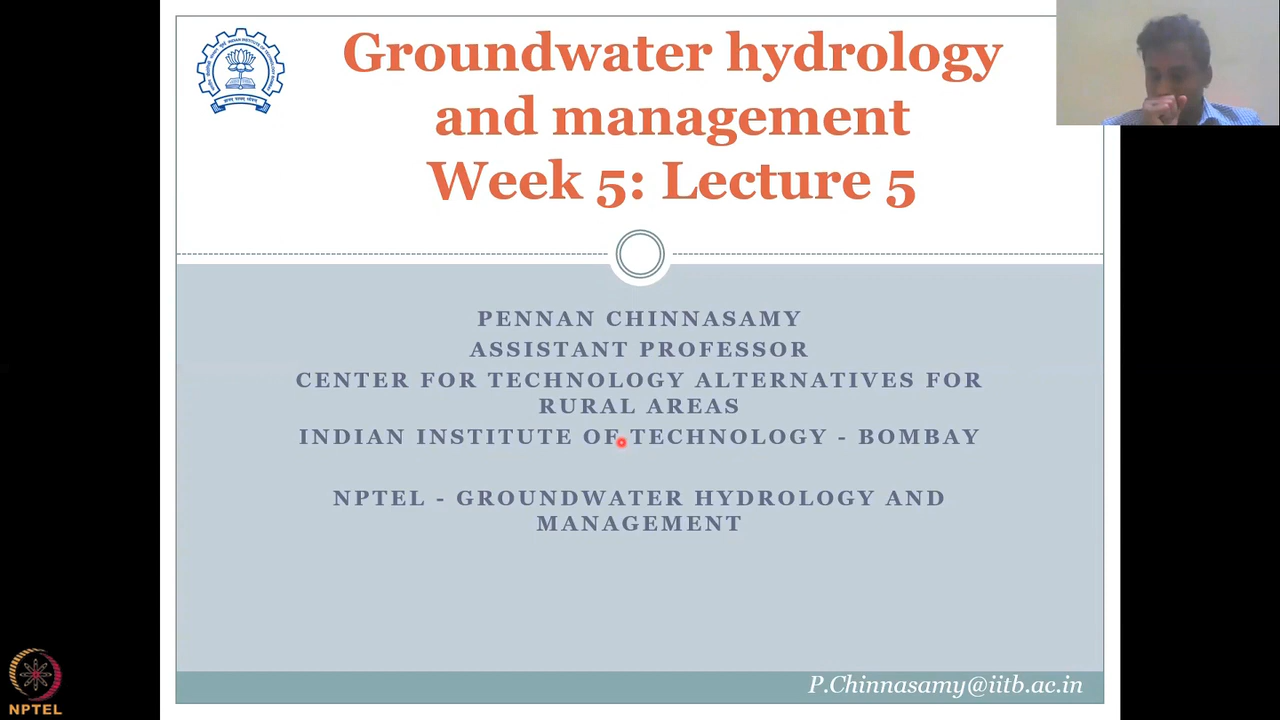 Groundwater hydrology
and management
Week 5: Lecture 5
PENNAN CHINNASAMY
ASSISTANT PROFESSOR
CENTER FOR TECHNOLOGY ALTERNATIVES FOR
RURAL AREAS
INDIAN INSTITUTE OF TECHNOLOGY - BOMBAY
NPTEL - GROUNDWATER HYDROLOGY AND
MANAGEMENT
P.Chinnasamy@iitb.ac.in
NPTEL